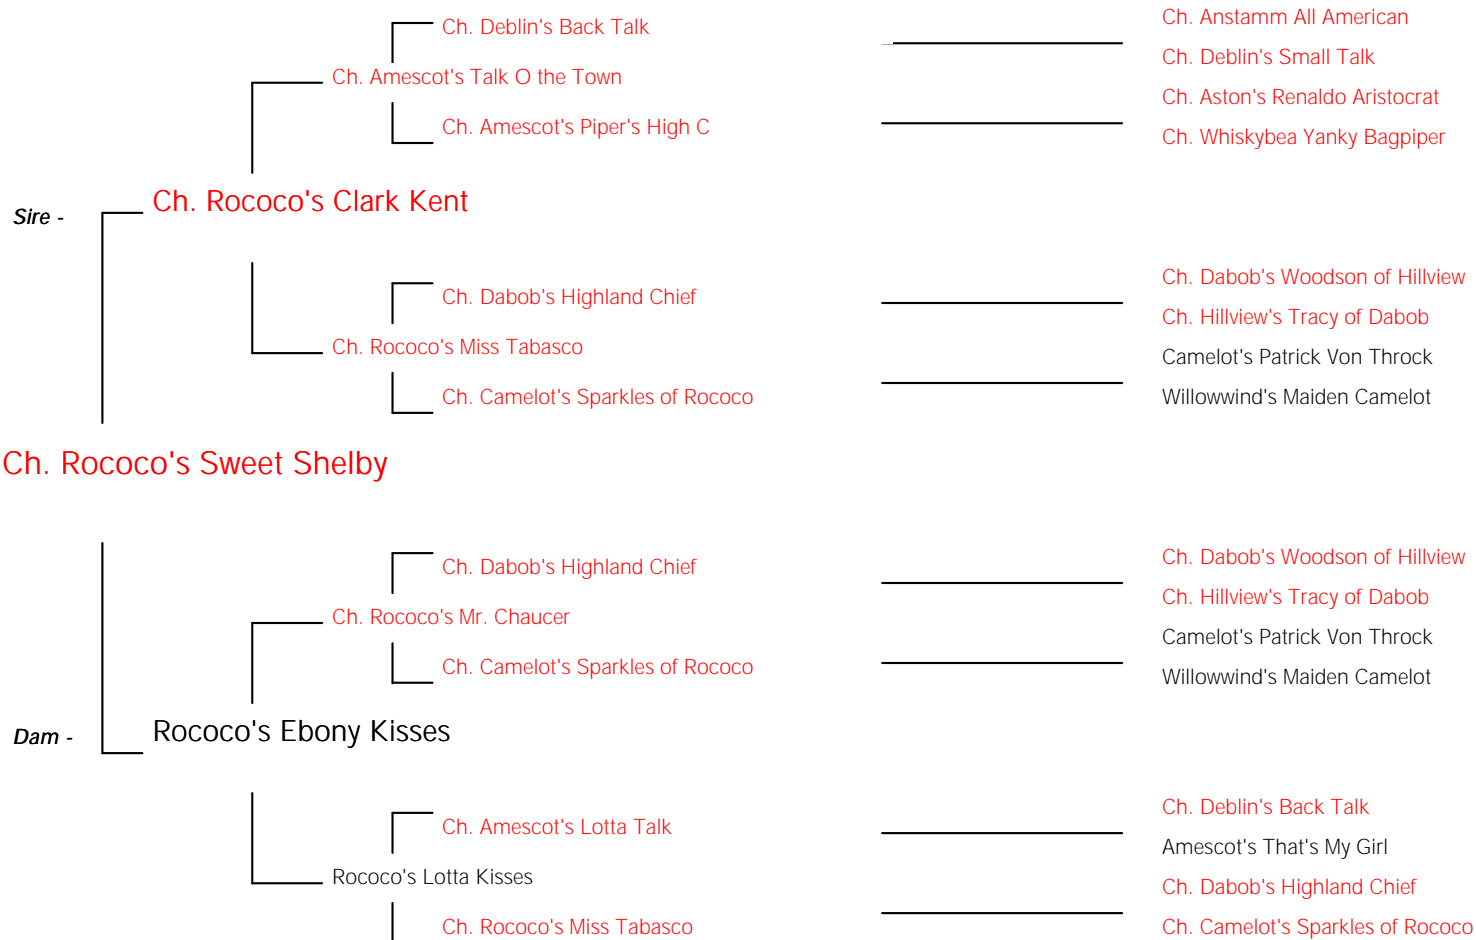 Ch. Anstamm All American
Ch. Deblin's Back Talk
Ch. Deblin's Small Talk
Ch. Amescot's Talk O the Town
Ch. Aston's Renaldo Aristocrat
Ch. Amescot's Piper's High C
Ch. Whiskybea Yanky Bagpiper
Sire - Ch. Rococo's Clark Kent
Ch. Dabob's Woodson of Hillview
Ch. Dabob's Highland Chief
Ch. Hillview's Tracy of Dabob
Ch. Rococo's Miss Tabasco
Camelot's Patrick Von Throck
Ch. Camelot's Sparkles of Rococo
Willowwind's Maiden Camelot
Ch. Rococo's Sweet Shelby
Ch. Dabob's Woodson of Hillview
Ch. Dabob's Highland Chief
Ch. Hillview's Tracy of Dabob
Ch. Rococo's Mr. Chaucer
Camelot's Patrick Von Throck
Ch. Camelot's Sparkles of Rococo
Willowwind's Maiden Camelot
Dam - Rococo's Ebony Kisses
Ch. Deblin's Back Talk
Ch. Amescot's Lotta Talk
Amescot's That's My Girl
Rococo's Lotta Kisses
Ch. Dabob's Highland Chief
Ch. Rococo's Miss Tabasco
Ch. Camelot's Sparkles of Rococo